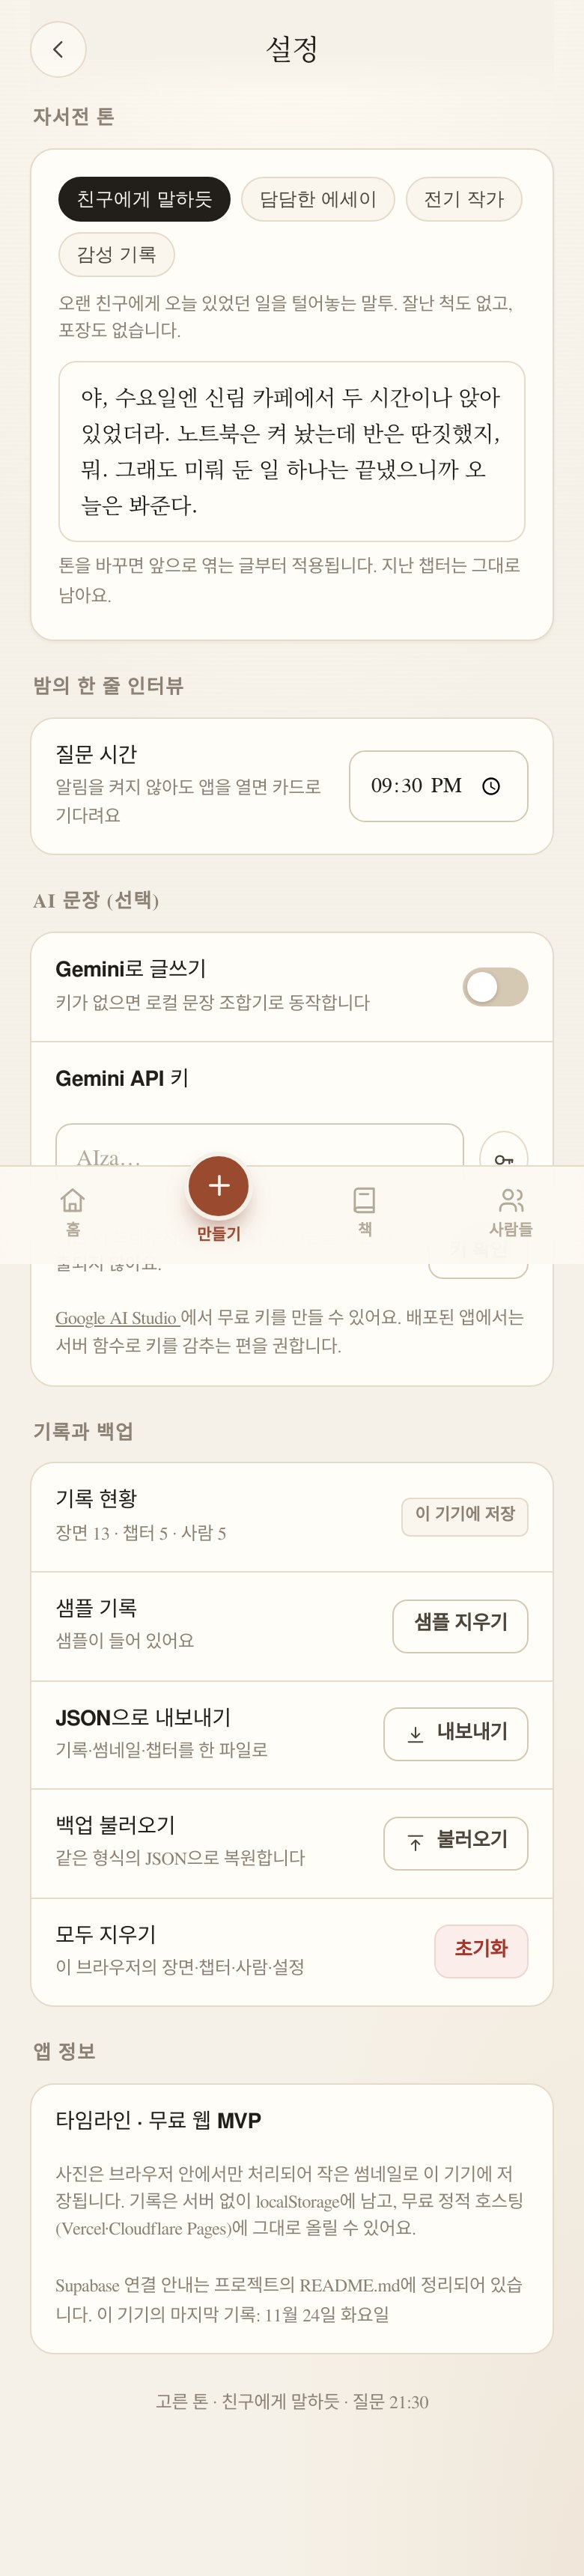 설정
자서전 톤
친구에게 말하듯
담담한 에세이
전기 작가
감성 기록
오랜 친구에게 오늘 있었던 일을 털어놓는 말투. 잘난 척도 없고,
포장도 없습니다.
야, 수요일엔 신림 카페에서 두 시간이나 앉아
있었더라. 노트북은 켜 놨는데 반은 딴짓했지,
뭐. 그래도 미뤄 둔 일 하나는 끝냈으니까 오
늘은 봐준다.
톤을 바꾸면 앞으로 엮는 글부터 적용됩니다. 지난 챕터는 그대로
남아요.
밤의 한 줄 인터뷰
질문 시간
알림을 켜지 않아도 앱을 열면 카드로
기다려요
09:30 PM
AI 문장 (선택)
Gemini로 글쓰기
키가 없으면 로컬 문장 조합기로 동작합니다
Gemini API 키
AIza…
홈
만들기
책
사람들
Google AI Studio 에서 무료 키를 만들 수 있어요. 배포된 앱에서는
서버 함수로 키를 감추는 편을 권합니다.
기록과 백업
기록 현황
장면 13 · 챕터 5 · 사람 5
이 기기에 저장
샘플 기록
샘플이 들어 있어요
샘플 지우기
JSON으로 내보내기
기록·썸네일·챕터를 한 파일로
내보내기
백업 불러오기
같은 형식의 JSON으로 복원합니다
불러오기
모두 지우기
이 브라우저의 장면·챕터·사람·설정
초기화
앱 정보
타임라인 · 무료 웹 MVP
사진은 브라우저 안에서만 처리되어 작은 썸네일로 이 기기에 저
장됩니다. 기록은 서버 없이 localStorage에 남고, 무료 정적 호스팅
(Vercel·Cloudflare Pages)에 그대로 올릴 수 있어요.
Supabase 연결 안내는 프로젝트의 README.md에 정리되어 있습
니다. 이 기기의 마지막 기록: 11월 24일 화요일
고른 톤 · 친구에게 말하듯 · 질문 21:30